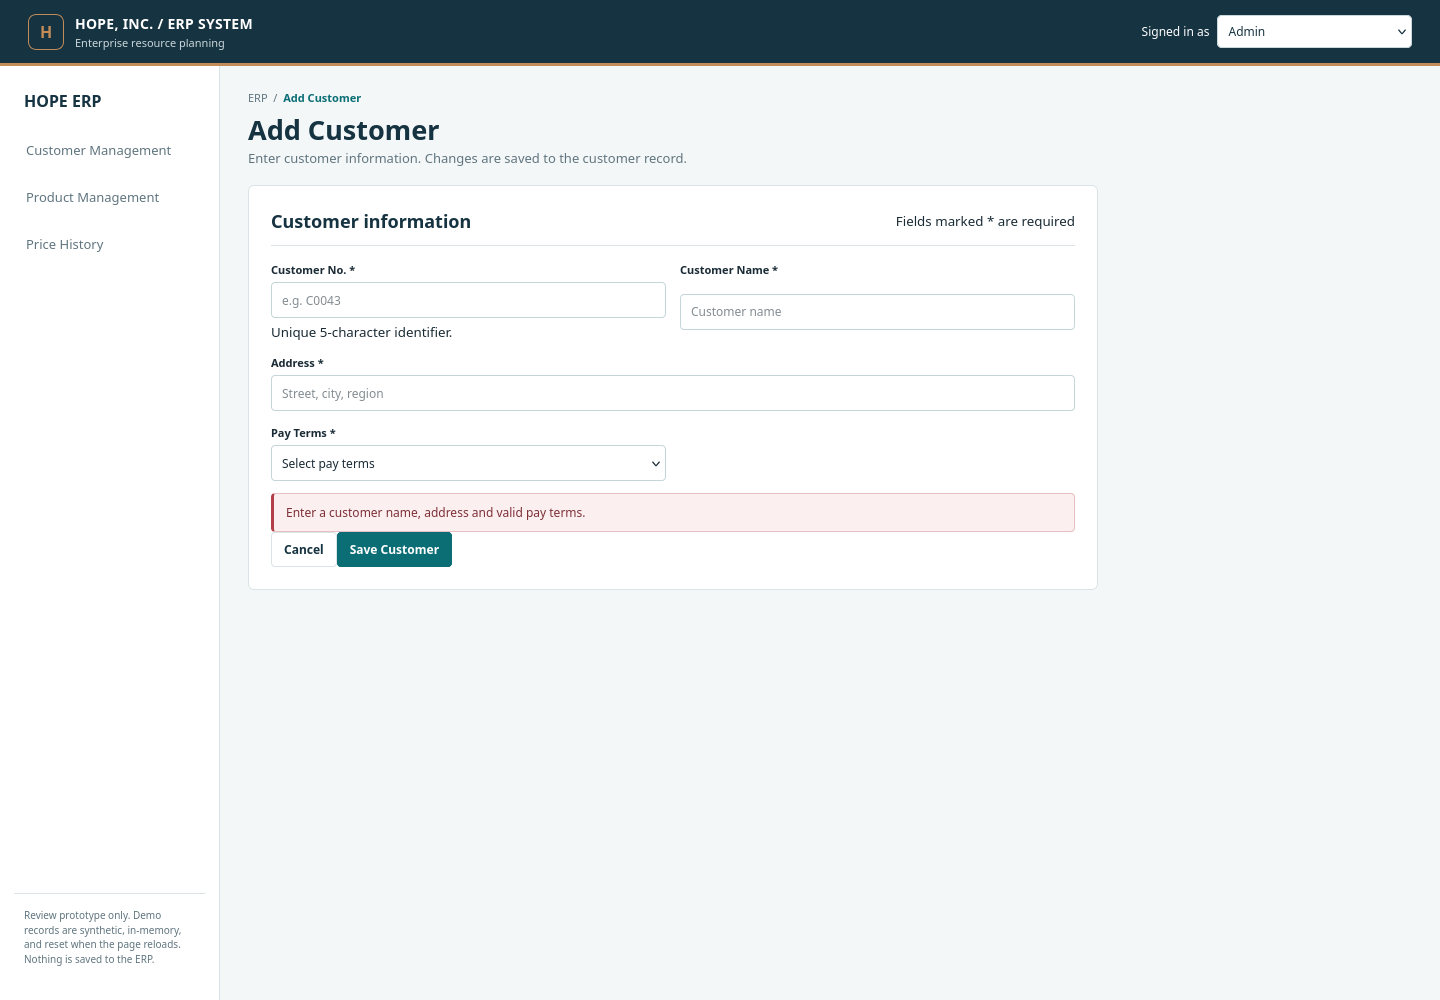 H
HOPE, INC. / ERP SYSTEM
Enterprise resource planning
Signed in as
Admin
HOPE ERP
Customer Management
Product Management
Price History
ERP / Add Customer
Add Customer
Enter customer information. Changes are saved to the customer record.
Customer information
Fields marked * are required
Customer No. *
Customer Name *
e.g. C0043
Customer name
Unique 5-character identifier.
Address *
Street, city, region
Pay Terms *
Select pay terms
Enter a customer name, address and valid pay terms.
Cancel
Save Customer
Review prototype only. Demo
records are synthetic, in-memory,
and reset when the page reloads.
Nothing is saved to the ERP.